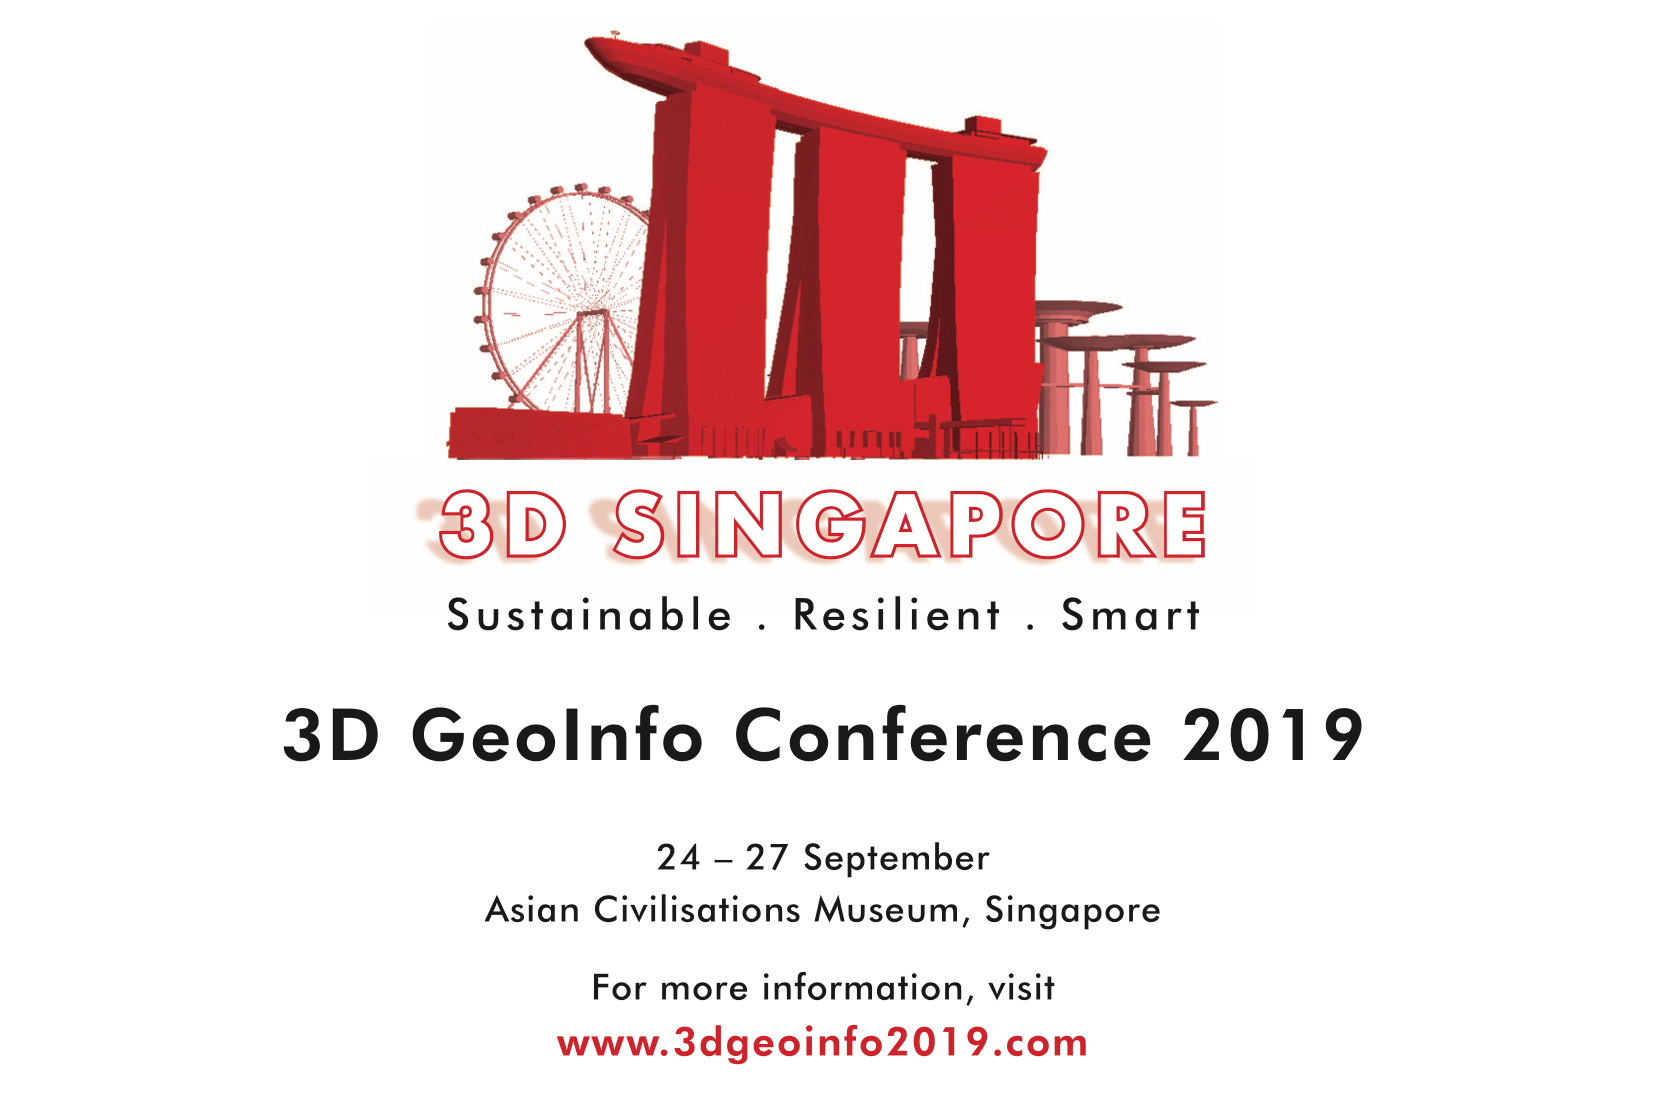 3D SINGAPORE
Sustainable . Resilient . Smart
3D GeoInfo Conference 2019
24 – 27 September
Asian Civilisations Museum, Singapore
For more information, visit
www.3dgeoinfo2019.com